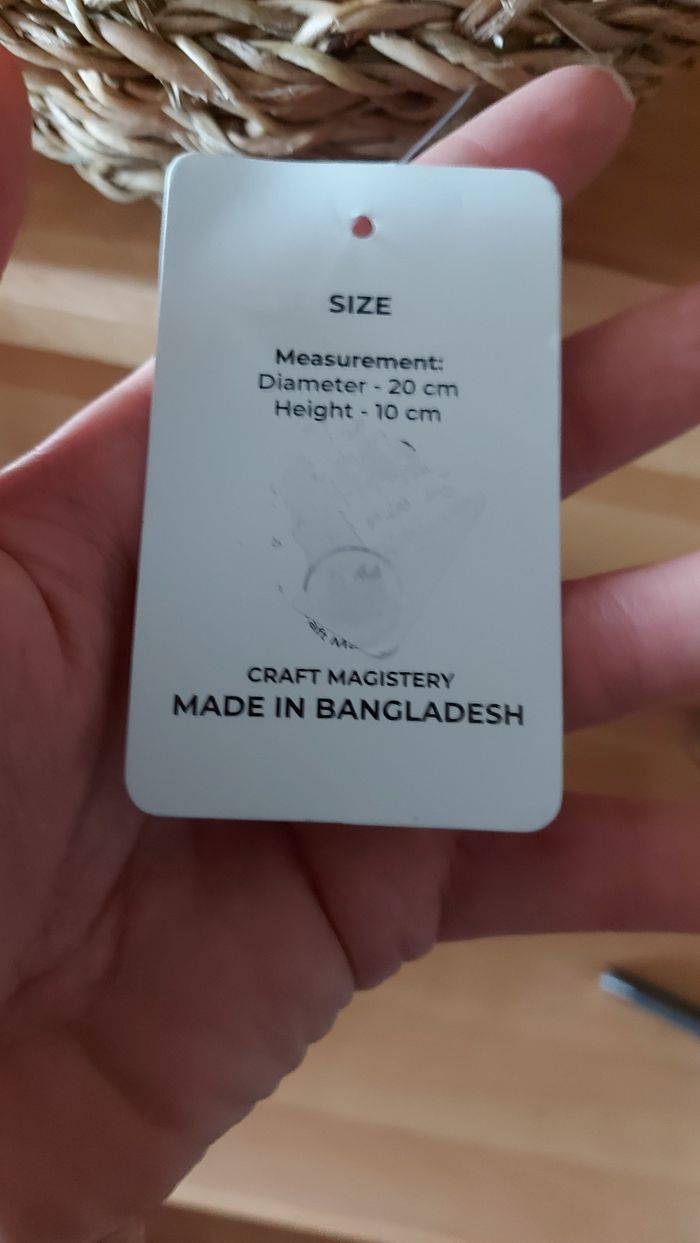 SIZE
Measurement:
Diameter - 20 cm
Height - 10 cm
CRAFT MAGISTERY
MADE IN BANGLADESH